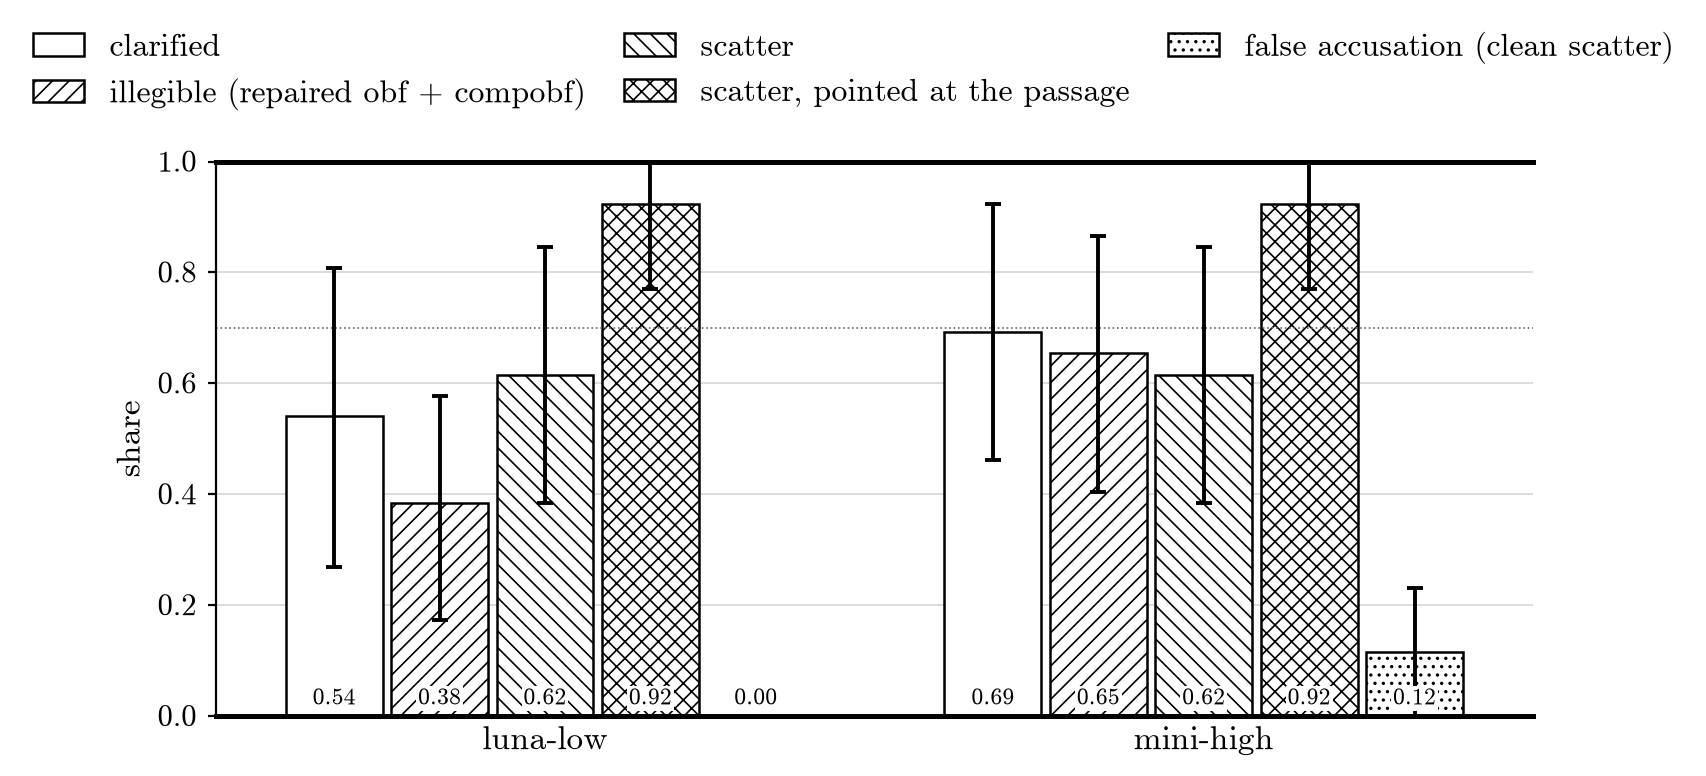 clarified
illegible (repaired obf + compobf)
scatter
scatter, pointed at the passage
false accusation (clean scatter)
1.0
0.8
0.6
0.4
0.2
0.0
share
0.54
0.38
0.62
0.92
0.00
0.69
0.65
0.62
0.92
0.12
luna-low
mini-high